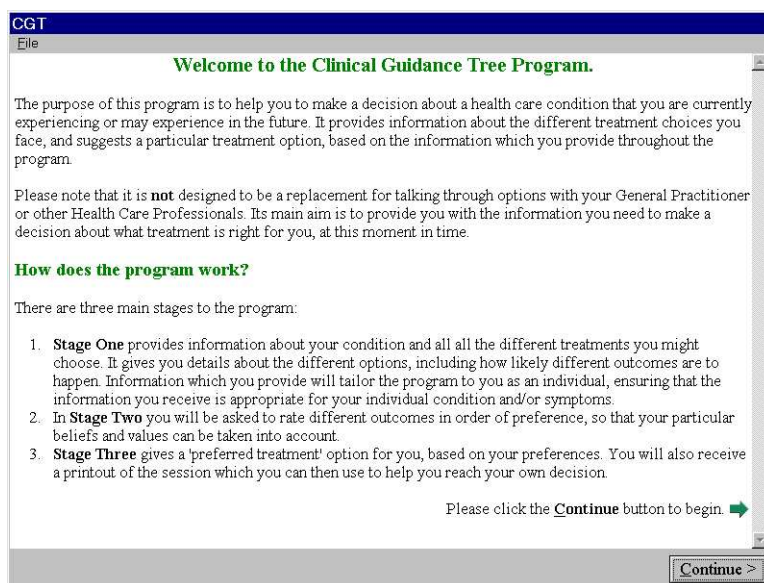 CGT
File
Welcome to the Clinical Guidance Tree Program.
The purpose of this program is to help you to make a decision about a health care condition that you are currently
experiencing or may experience in the future. It provides information about the different treatment choices you
face, and suggests a particular treatment option, based on the information which you provide throughout the
program.
Please note that it is not designed to be a replacement for talking through options with your General Practitioner
or other Health Care Professionals. Its main aim is to provide you with the information you need to make a
decision about what treatment is right for you, at this moment in time.
How does the program work?
There are three main stages to the program:
1. Stage One provides information about your condition and all all the different treatments you might
choose. It gives you details about the different options, including how likely different outcomes are to
happen. Information which you provide will tailor the program to you as an individual, ensuring that the
information you receive is appropriate for your individual condition and/or symptoms.
2. In Stage Two you will be asked to rate different outcomes in order of preference, so that your particular
beliefs and values can be taken into account.
3. Stage Three gives a 'preferred treatment' option for you, based on your preferences. You will also receive
a printout of the session which you can then use to help you reach your own decision.
Please click the Continue button to begin.
Continue >